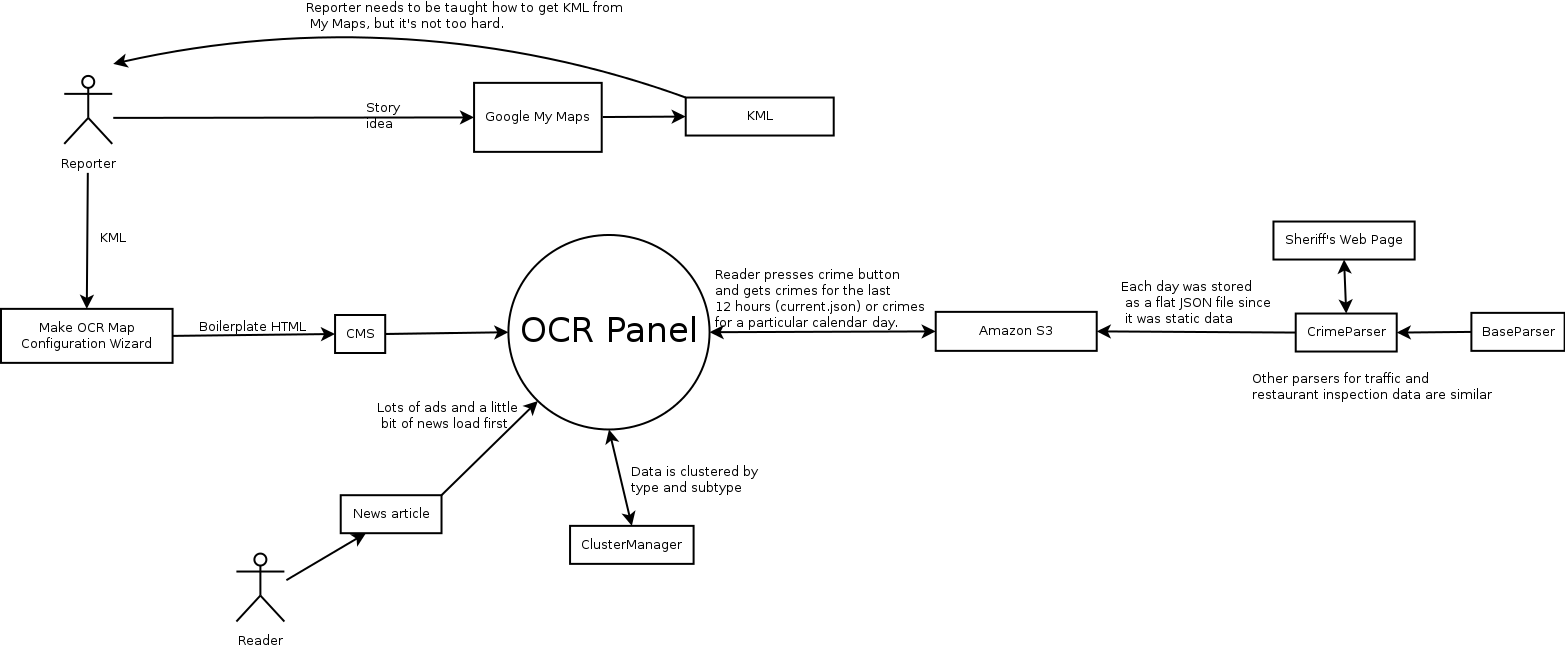 Reporter needs to be taught how to get KML from
My Maps, but it's not too hard.
Story
idea
Google My Maps
KML
Reporter
KML
Sheriff's Web Page
Reader presses crime button
and gets crimes for the last
12 hours (current.json) or crimes
for a particular calendar day.
Each day was stored
as a flat JSON file since
it was static data
Make OCR Map
Configuration Wizard
Boilerplate HTML
CMS
OCR Panel
Amazon S3
CrimeParser
BaseParser
Other parsers for traffic and
restaurant inspection data are similar
Lots of ads and a little
bit of news load first
Data is clustered by
type and subtype
News article
ClusterManager
Reader